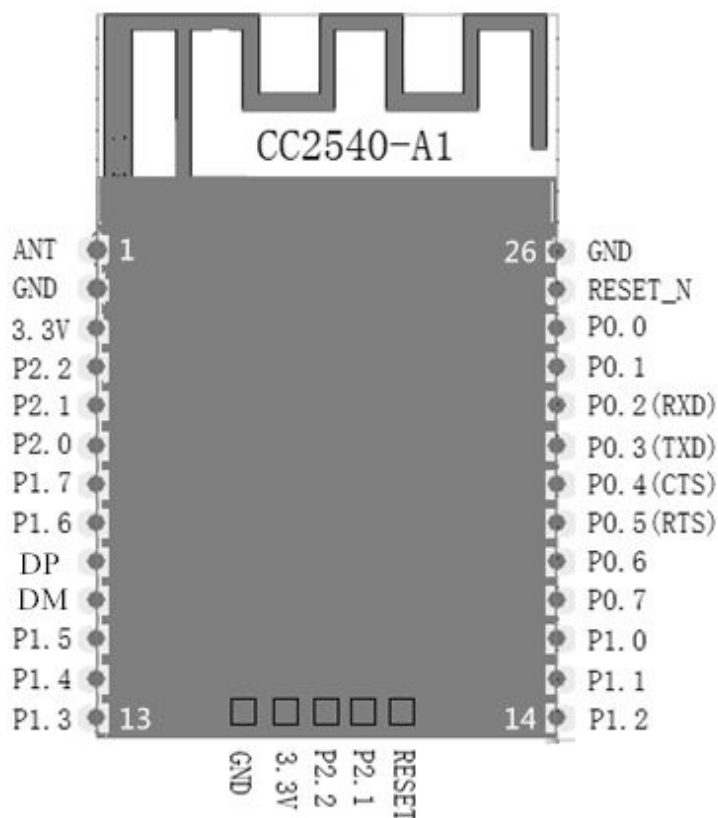 CC2540-A1
ANT 1 26 GND
GND RESET_N
3.3V P0.0
P2.2 P0.1
P2.1 P0.2(RXD)
P2.0 P0.3(TXD)
P1.7 P0.4(CTS)
P1.6 P0.5(RTS)
DP P0.6
DM P0.7
P1.5 P1.0
P1.4 P1.1
P1.3 13 14 P1.2
GND
3.3V
P2.2
P2.1
RESET